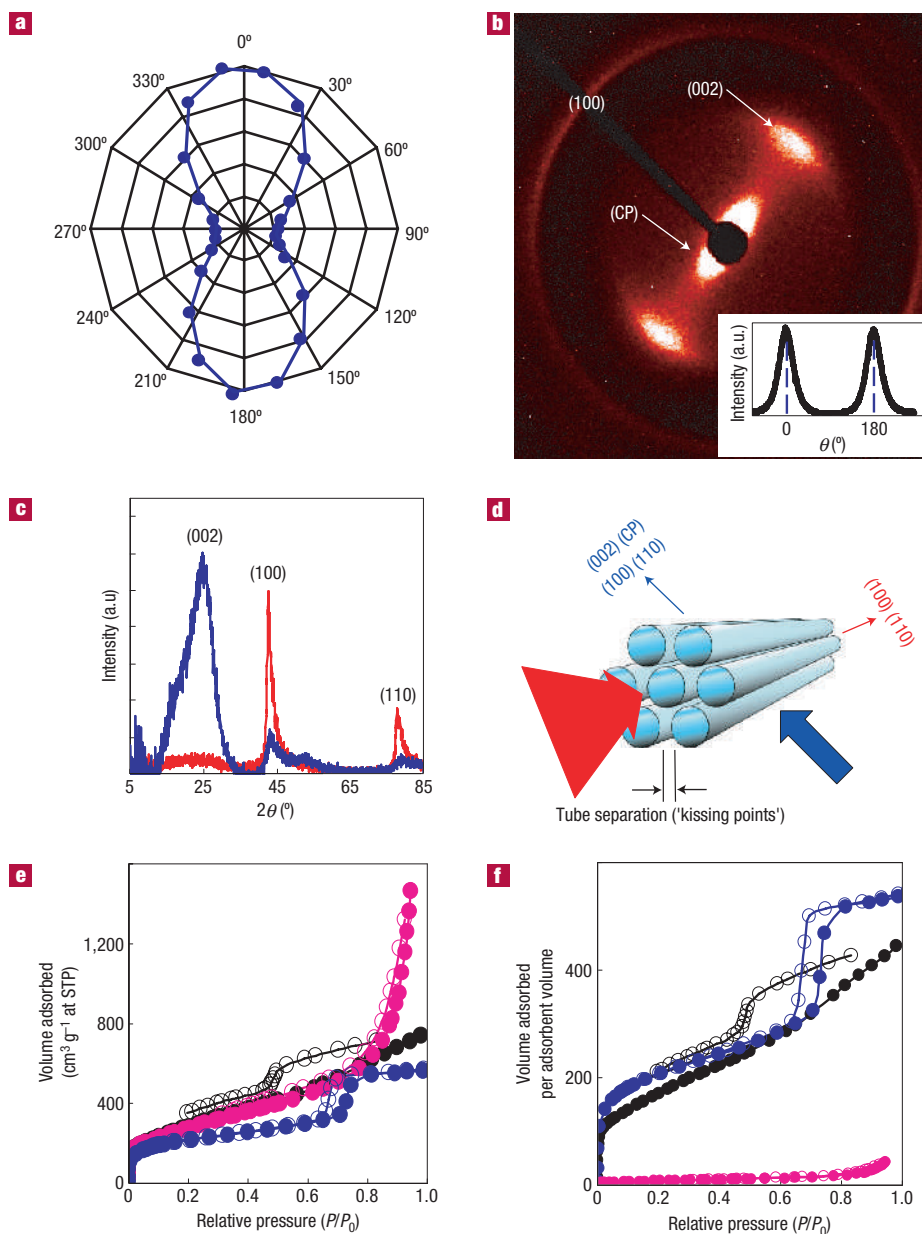 a
0º
30º
60º
90º
120º
150º
180º
210º
240º
270º
300º
330º
b
(100)
(002)
(CP)
Intensity (a.u.)
0
180
θ (º)
c
(002)
(100)
(110)
Intensity (a.u)
5
25
45
65
85
2θ (º)
d
(002) (CP)
(100) (110)
(100) (110)
Tube separation ('kissing points')
e
1,200
800
400
0
Volume adsorbed
(cm³ g⁻¹ at STP)
0
0.2
0.4
0.6
0.8
1.0
Relative pressure (P/P₀)
f
400
200
0
Volume adsorbed
per adsorbent volume
0
0.2
0.4
0.6
0.8
1.0
Relative pressure (P/P₀)